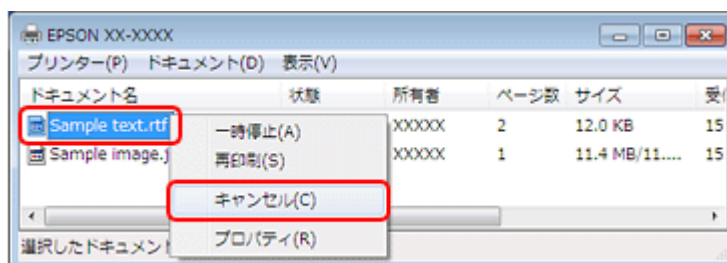 EPSON XX-XXXX
プリンター(P) ドキュメント(D) 表示(V)
ドキュメント名 状態 所有者 ページ数 サイズ 受
Sample text.rtf XXXXX 2 12.0 KB 15
Sample image.j XXXXX 1 11.4 MB/11.... 15
一時停止(A)
再印刷(S)
キャンセル(C)
プロパティ(R)
選択したドキュメント